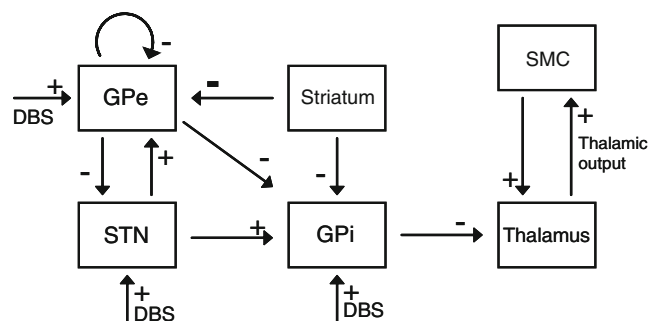 SMC
-
+
-
GPe
Striatum
DBS
+
Thalamic
output
-
+
-
-
+
STN
+
GPi
-
Thalamus
+
DBS
+
DBS